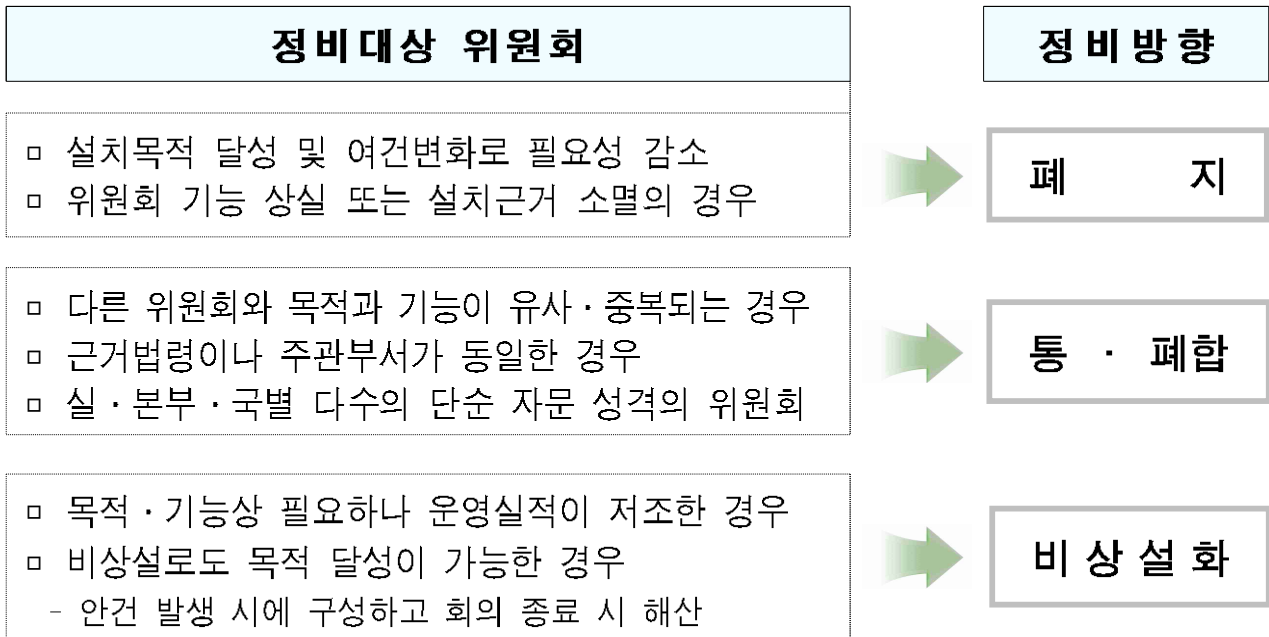 정비대상 위원회
정비방향
▫ 설치목적 달성 및 여건변화로 필요성 감소
▫ 위원회 기능 상실 또는 설치근거 소멸의 경우
폐 지
▫ 다른 위원회와 목적과 기능이 유사·중복되는 경우
▫ 근거법령이나 주관부서가 동일한 경우
▫ 실·본부·국별 다수의 단순 자문 성격의 위원회
통 · 폐합
▫ 목적·기능상 필요하나 운영실적이 저조한 경우
▫ 비상설로도 목적 달성이 가능한 경우
- 안건 발생 시에 구성하고 회의 종료 시 해산
비상설화